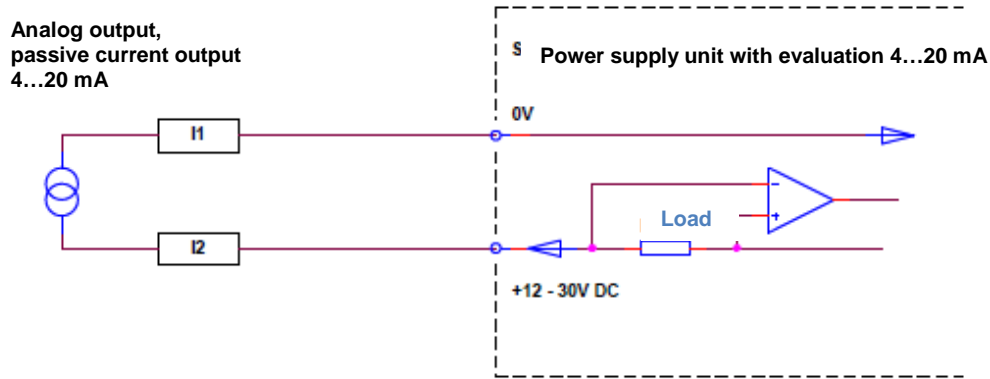 Analog output,
passive current output
4…20 mA
S
Power supply unit with evaluation 4…20 mA
0V
I1
-
+
Load
I2
+12 - 30V DC